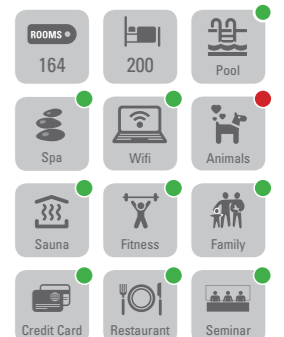 ROOMS
164
200
Pool
Spa
Wifi
Animals
Sauna
Fitness
Family
Credit Card
Restaurant
Seminar